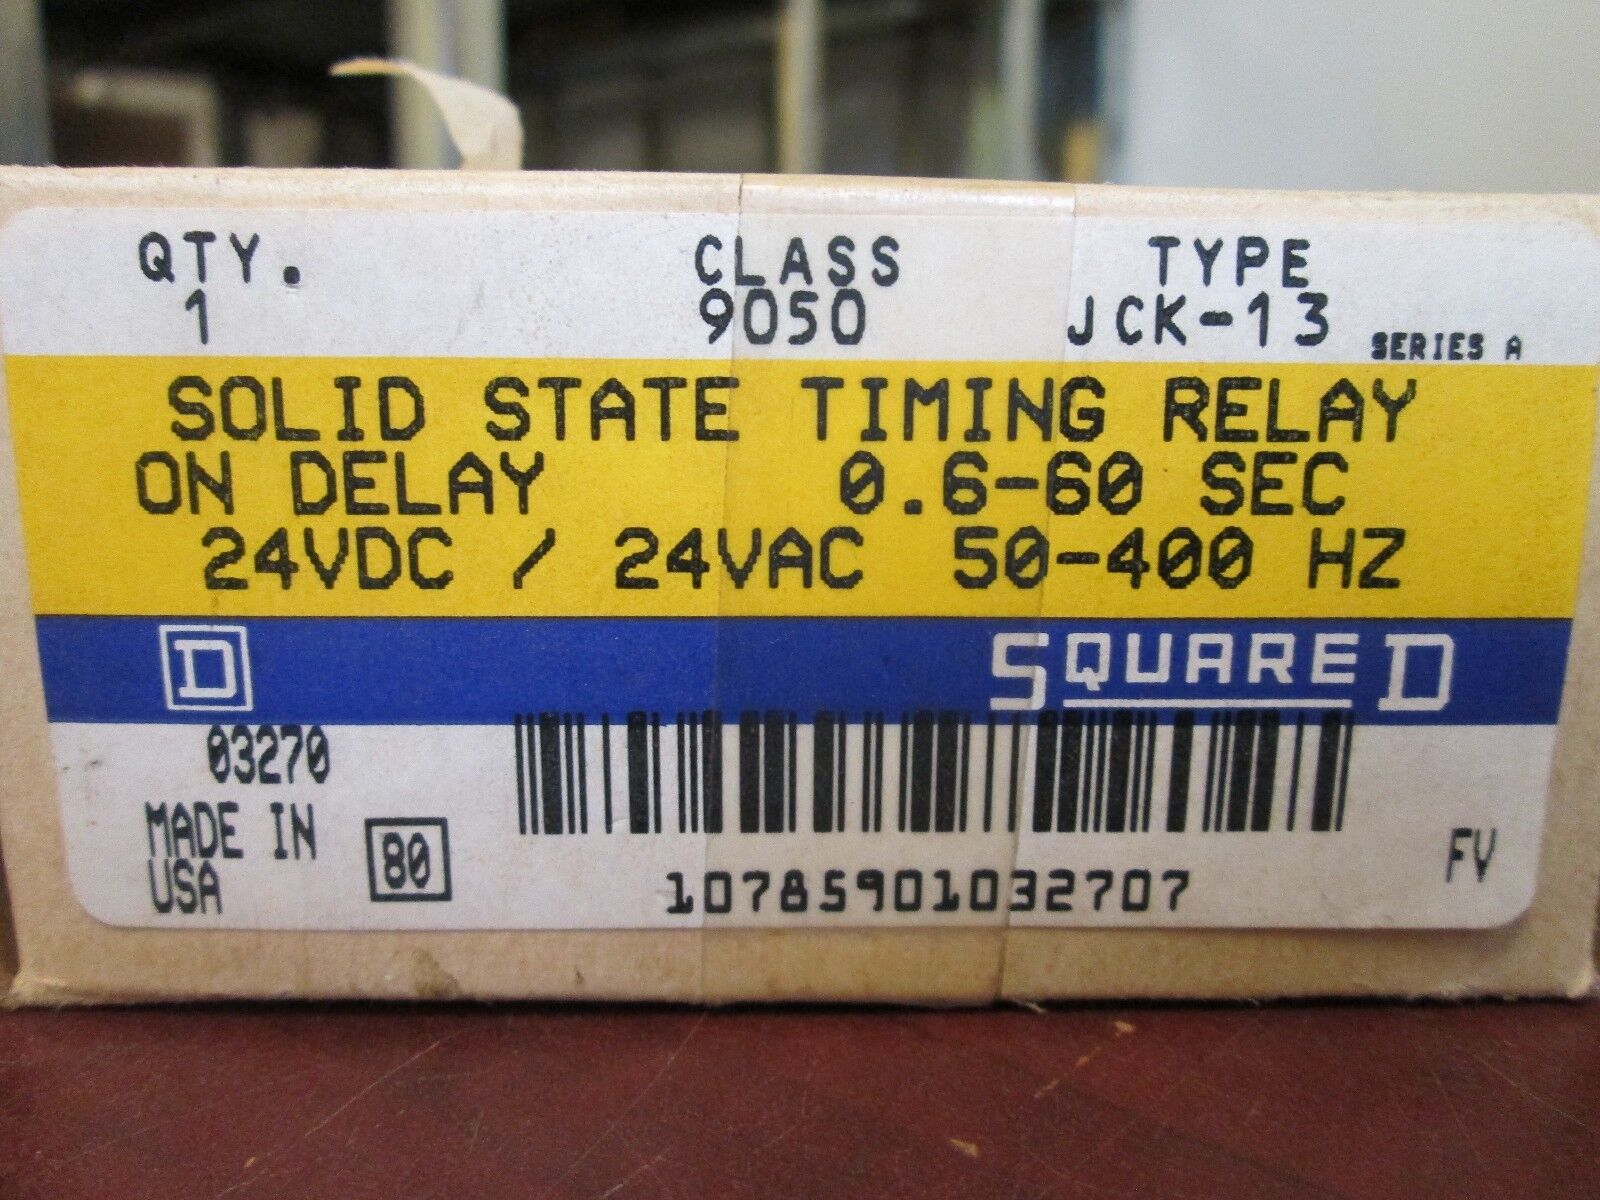 QTY. CLASS TYPE
1 9050 JCK-13 SERIES A
SOLID STATE TIMING RELAY
ON DELAY 0.6-60 SEC
24VDC / 24VAC 50-400 HZ
D SQUARE D
03270
MADE IN
USA
80
10785901032707
FV